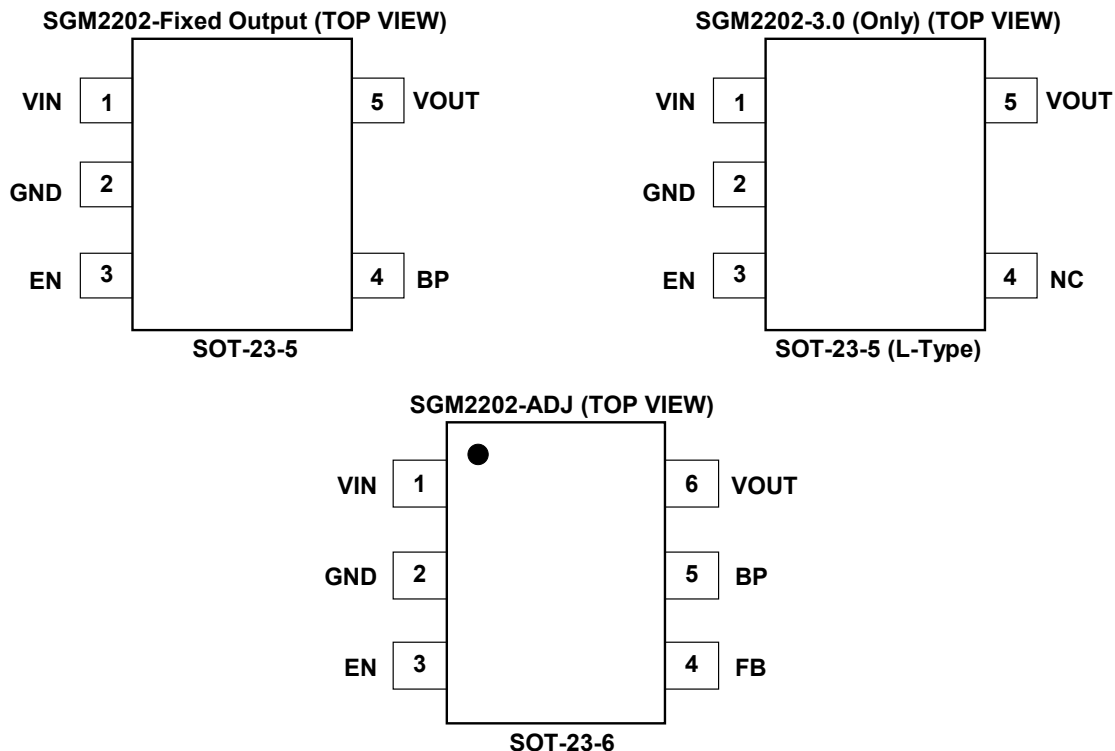 SGM2202-Fixed Output (TOP VIEW)
VIN 1
5 VOUT
GND 2
EN 3
4 BP
SOT-23-5
SGM2202-3.0 (Only) (TOP VIEW)
VIN 1
5 VOUT
GND 2
EN 3
4 NC
SOT-23-5 (L-Type)
SGM2202-ADJ (TOP VIEW)
VIN 1
6 VOUT
GND 2
5 BP
EN 3
4 FB
SOT-23-6